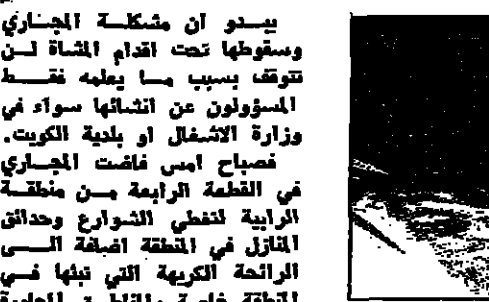 يبدو ان مشكلة المجاري
وسقوطها تحت اقدام المشاة لن
تتوقف بسبب ما يعلمه فقط
المسؤولون عن انشائها سواء في
وزارة الاشغال او بلدية الكويت.
فصباح امس فاضت المجاري
في القطعة الرابعة من منطقة
الرابية لتغطي الشوارع وحدائق
المنازل في المنطقة اضافة الى
الرائحة الكريهة التي تبثها في
المنطقة خاصة